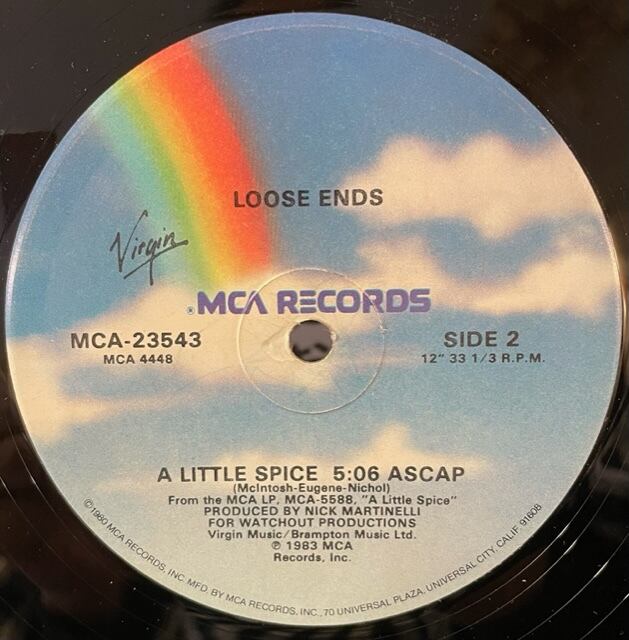 LOOSE ENDS
Virgin
® MCA RECORDS
MCA-23543
MCA 4448
SIDE 2
12" 33 1/3 R.P.M.
A LITTLE SPICE 5:06 ASCAP
(McIntosh-Eugene-Nichol)
From the MCA LP, MCA-5588, "A Little Spice"
PRODUCED BY NICK MARTINELLI
FOR WATCHOUT PRODUCTIONS
Virgin Music/Brampton Music Ltd.
℗ 1983 MCA
Records, Inc.
©1980 MCA RECORDS, INC. MFD. BY MCA RECORDS, INC., 70 UNIVERSAL PLAZA, UNIVERSAL CITY, CALIF. 91608